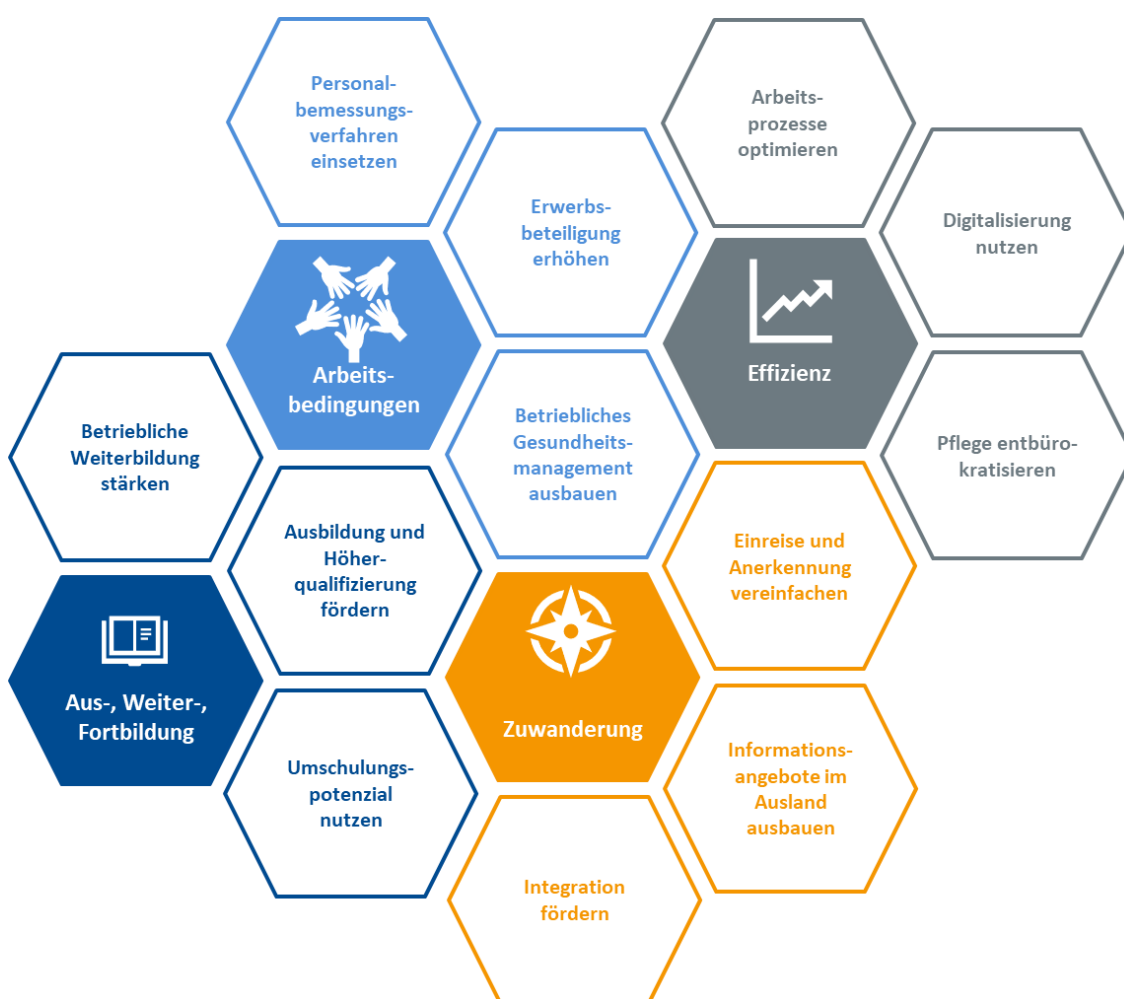 Personal-
bemessungs-
verfahren
einsetzen
Arbeits-
prozesse
optimieren
Erwerbs-
beteiligung
erhöhen
Digitalisierung
nutzen
Arbeits-
bedingungen
Effizienz
Betriebliche
Weiterbildung
stärken
Betriebliches
Gesundheits-
management
ausbauen
Pflege entbüro-
kratisieren
Ausbildung und
Höher-
qualifizierung
fördern
Einreise und
Anerkennung
vereinfachen
Aus-, Weiter-,
Fortbildung
Zuwanderung
Umschulungs-
potenzial
nutzen
Informations-
angebote im
Ausland
ausbauen
Integration
fördern